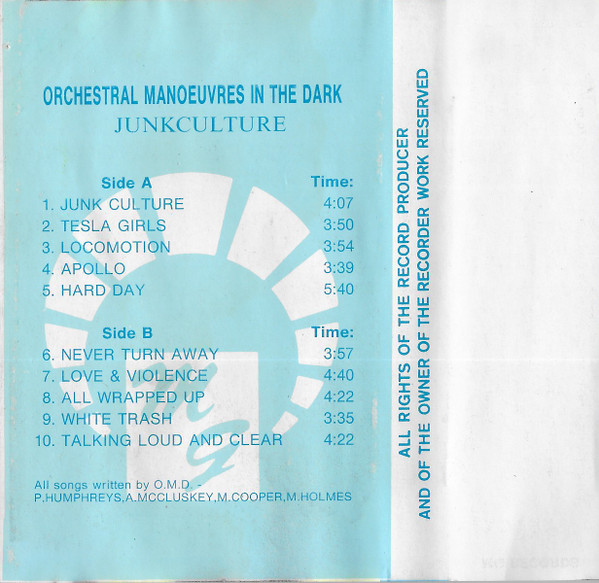 ORCHESTRAL MANOEUVRES IN THE DARK
JUNKCULTURE
Side A Time:
1. JUNK CULTURE 4:07
2. TESLA GIRLS 3:50
3. LOCOMOTION 3:54
4. APOLLO 3:39
5. HARD DAY 5:40
Side B Time:
6. NEVER TURN AWAY 3:57
7. LOVE & VIOLENCE 4:40
8. ALL WRAPPED UP 4:22
9. WHITE TRASH 3:35
10. TALKING LOUD AND CLEAR 4:22
MG
All songs written by O.M.D. -
P,HUMPHREYS,A.MCCLUSKEY,M.COOPER,M.HOLMES
ALL RIGHTS OF THE RECORD PRODUCER
AND OF THE OWNER OF THE RECORDER WORK RESERVED